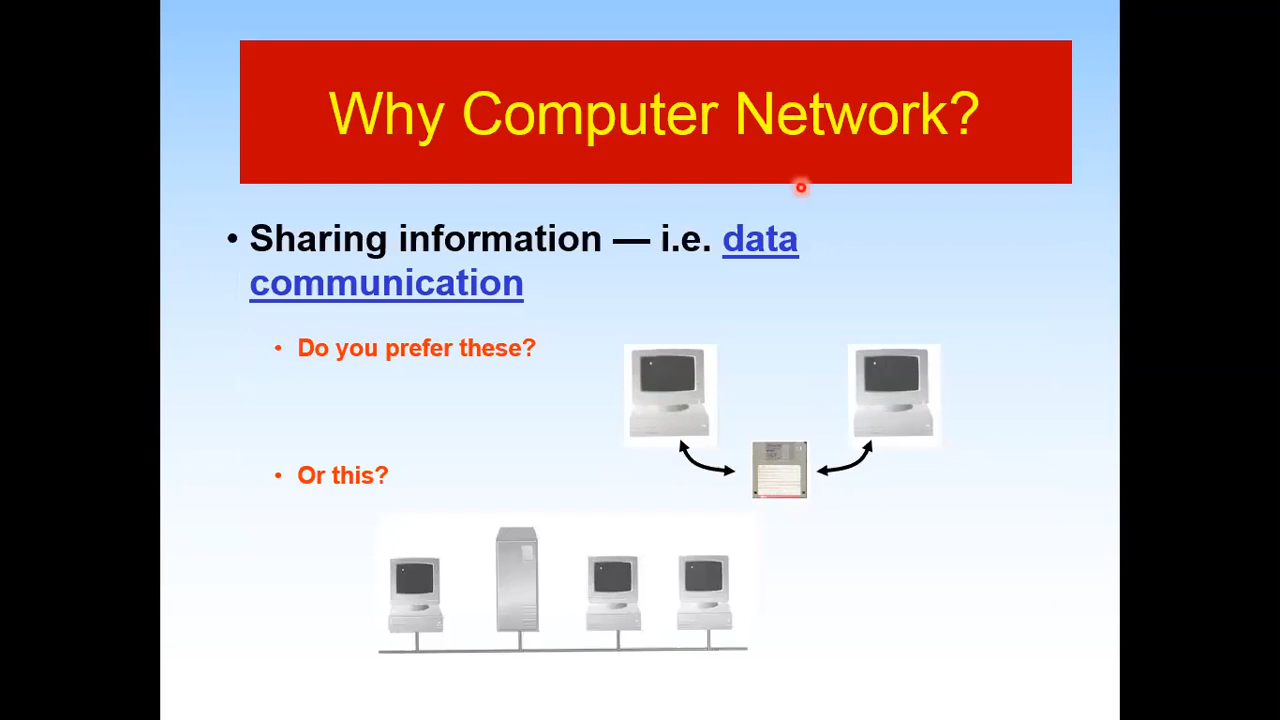 Why Computer Network?
• Sharing information — i.e. data
communication
• Do you prefer these?
• Or this?